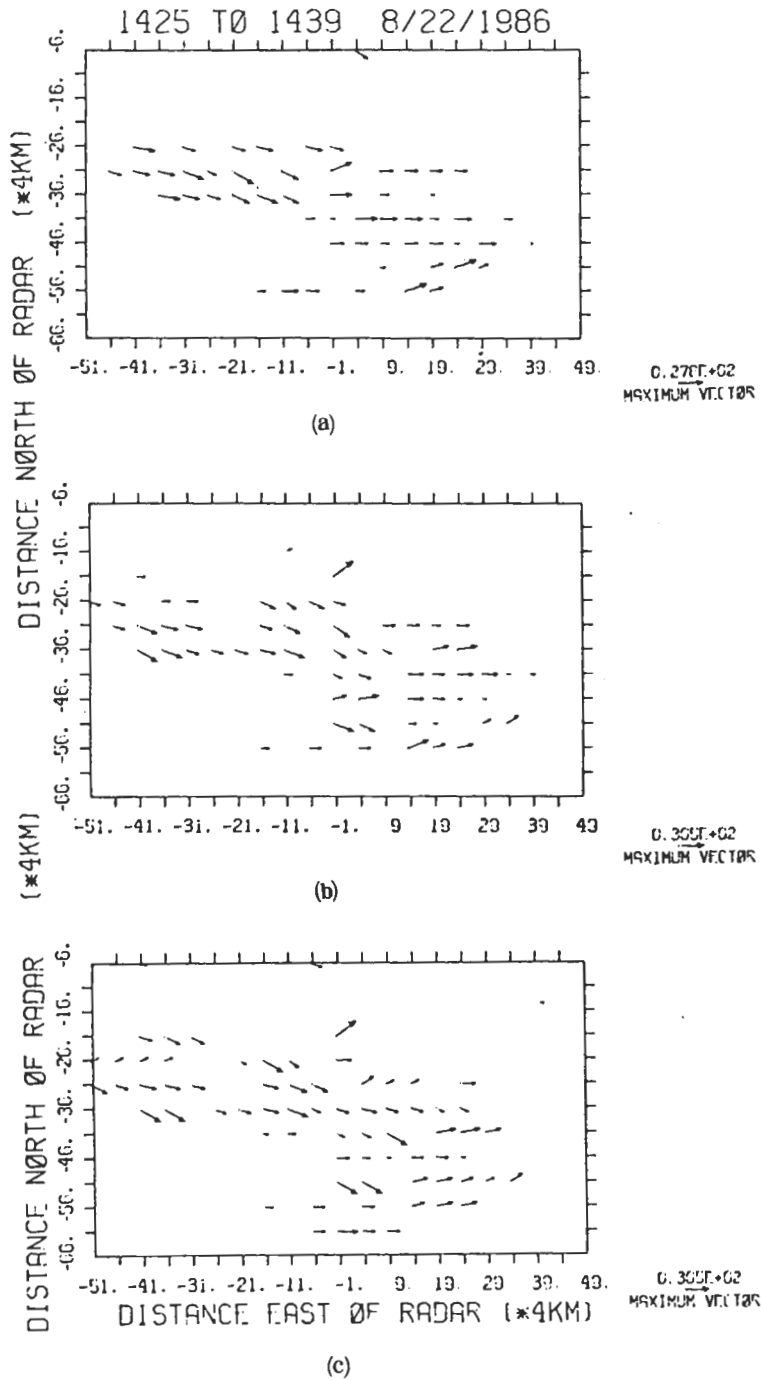 1425 TØ 1439 8/22/1986
-6.
-16.
-26.
-36.
-46.
-56.
-66.
-51. -41. -31. -21. -11. -1. 9. 19. 29. 39. 49.
MAXIMUM VECTØR
(a)
DISTANCE NØRTH ØF RADAR (*4KM)
-6.
-16.
-26.
-36.
-46.
-56.
-66.
-51. -41. -31. -21. -11. -1. 9 19. 29. 39 49
MAXIMUM VECTØR
(b)
DISTANCE NØRTH ØF RADAR (*4KM)
-6.
-16.
-26.
-36.
-46.
-56.
-66.
-51. -41. -31. -21. -11. -1. 9. 19. 29 39. 49.
MAXIMUM VECTØR
DISTANCE EAST ØF RADAR (*4KM)
(c)